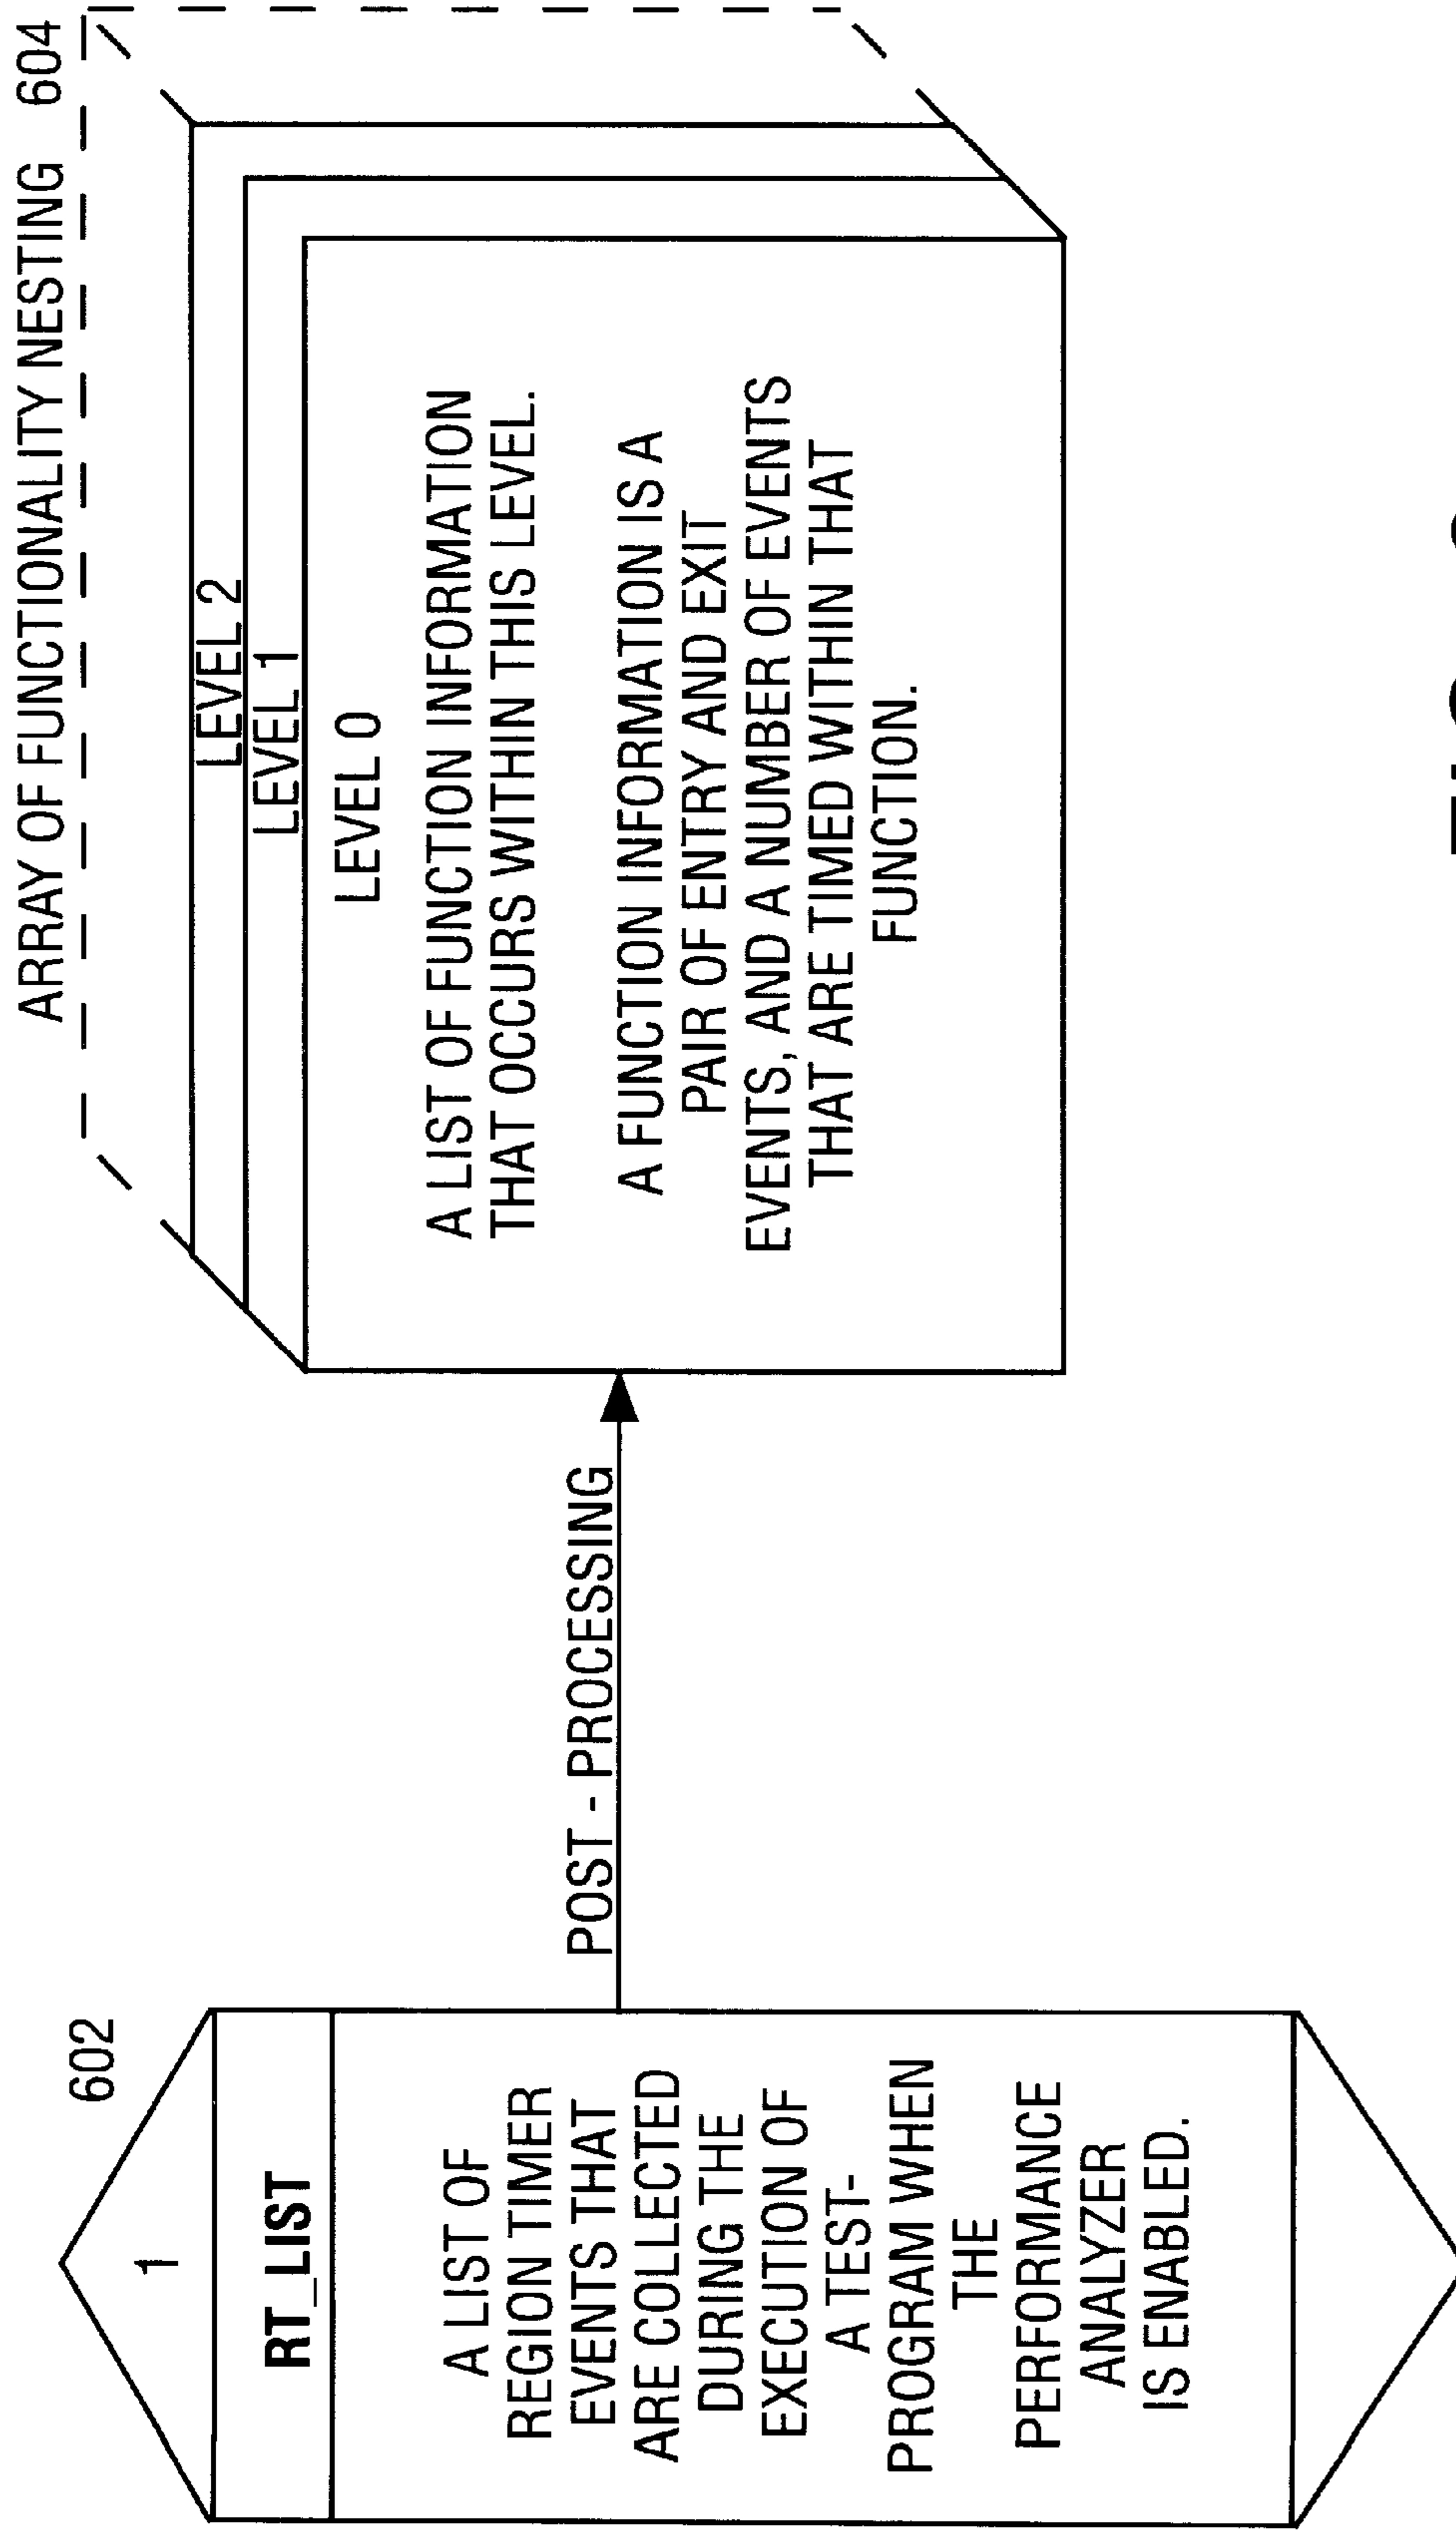 602
1
RT_LIST
A LIST OF
REGION TIMER
EVENTS THAT
ARE COLLECTED
DURING THE
EXECUTION OF
A TEST-
PROGRAM WHEN
THE
PERFORMANCE
ANALYZER
IS ENABLED.
POST - PROCESSING
ARRAY OF FUNCTIONALITY NESTING 604
LEVEL 2
LEVEL 1
LEVEL 0
A LIST OF FUNCTION INFORMATION
THAT OCCURS WITHIN THIS LEVEL.
A FUNCTION INFORMATION IS A
PAIR OF ENTRY AND EXIT
EVENTS, AND A NUMBER OF EVENTS
THAT ARE TIMED WITHIN THAT
FUNCTION.